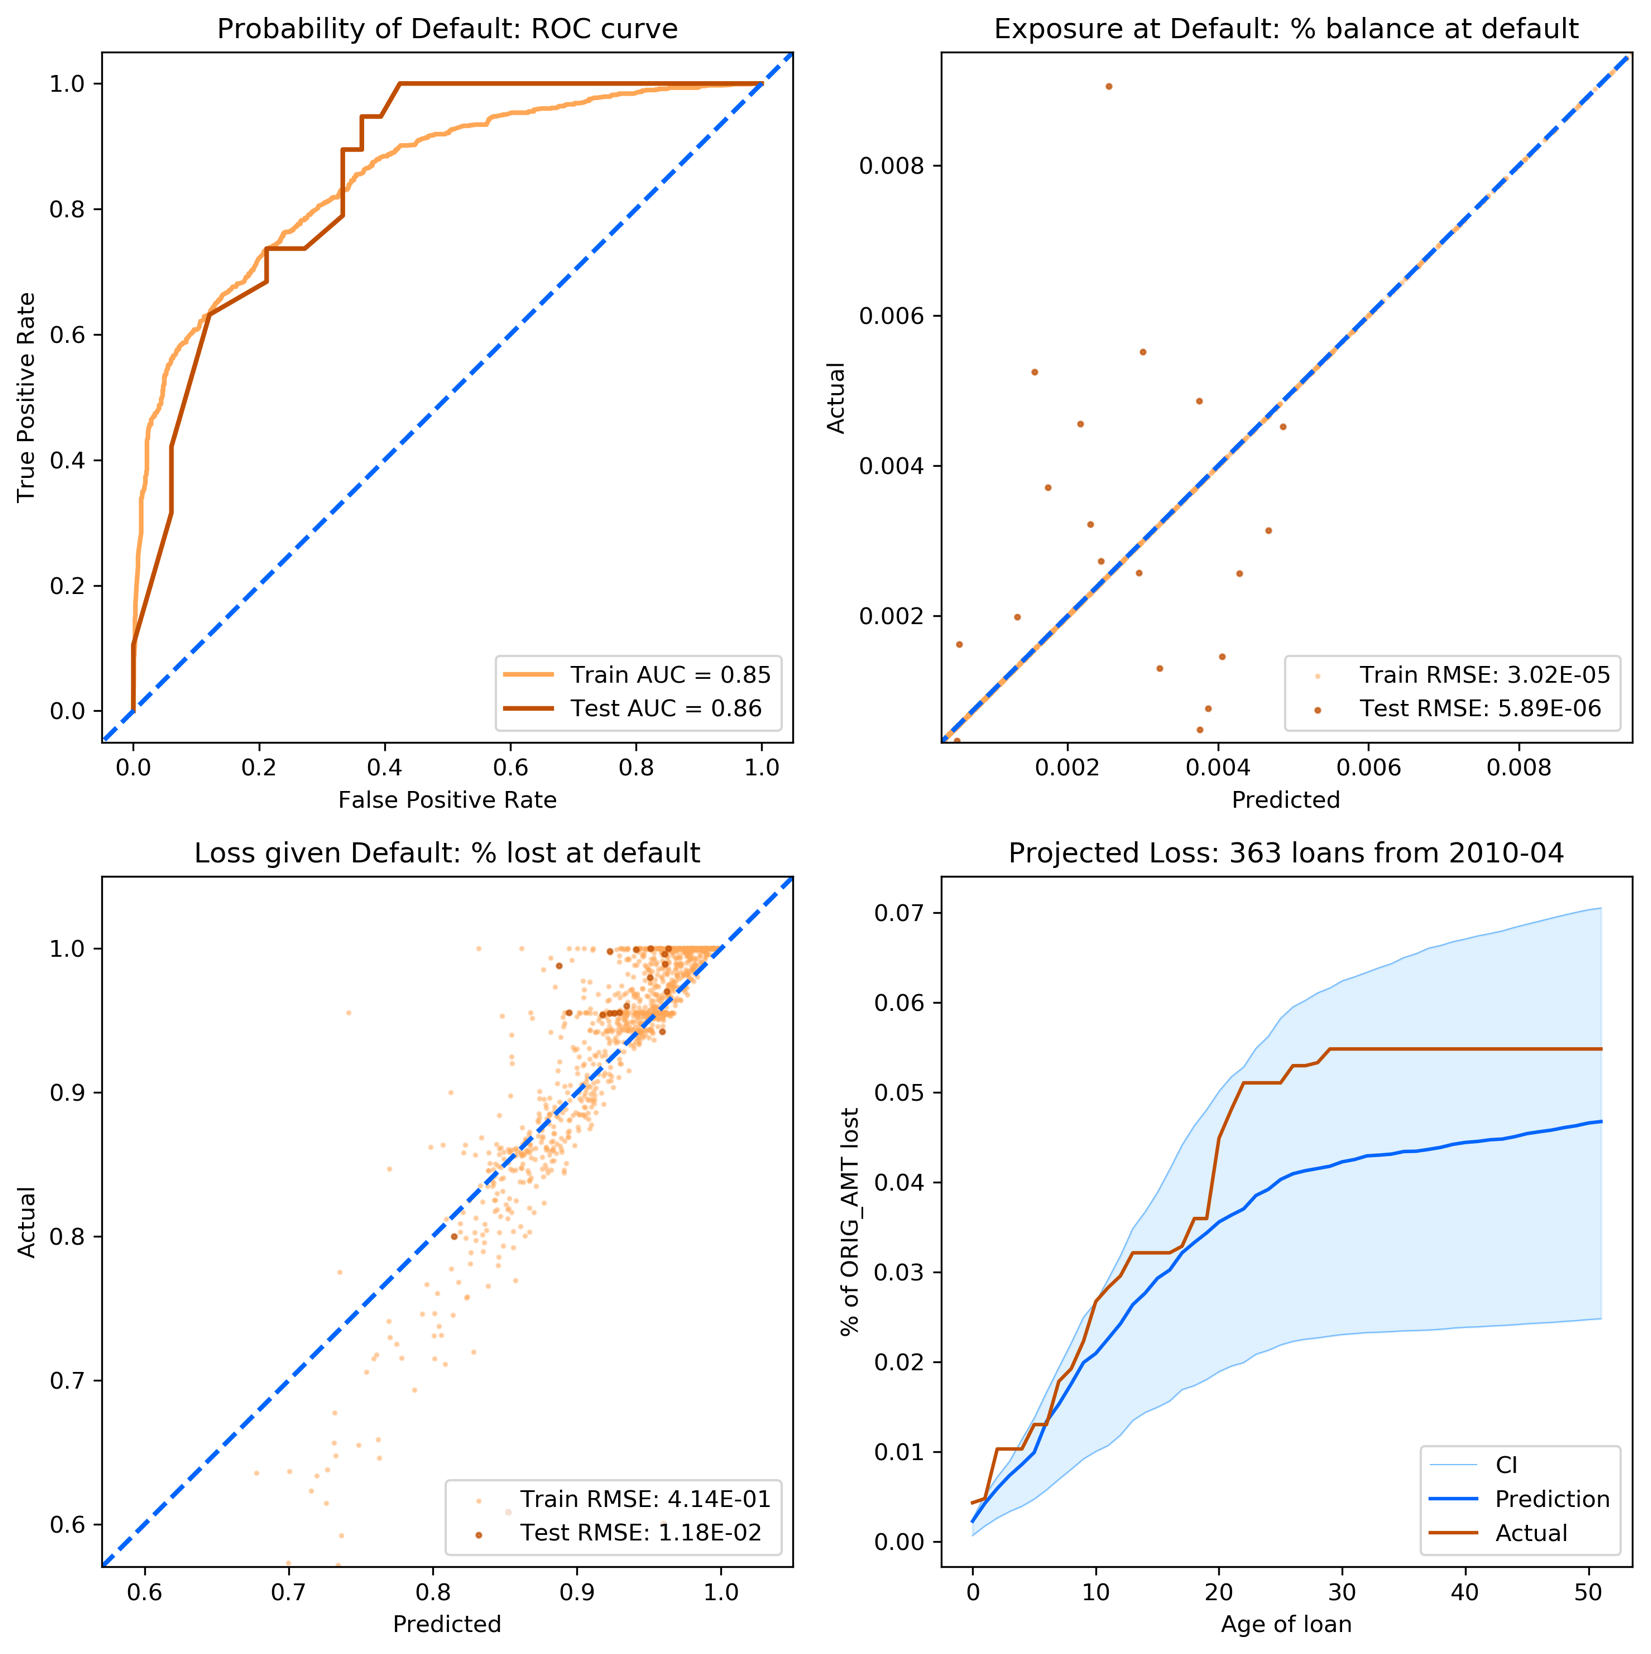 Probability of Default: ROC curve
True Positive Rate
1.0
0.8
0.6
0.4
0.2
0.0
Train AUC = 0.85
Test AUC = 0.86
0.0 0.2 0.4 0.6 0.8 1.0
False Positive Rate
Exposure at Default: % balance at default
Actual
0.008
0.006
0.004
0.002
Train RMSE: 3.02E-05
Test RMSE: 5.89E-06
0.002 0.004 0.006 0.008
Predicted
Loss given Default: % lost at default
Actual
1.0
0.9
0.8
0.7
0.6
Train RMSE: 4.14E-01
Test RMSE: 1.18E-02
0.6 0.7 0.8 0.9 1.0
Predicted
Projected Loss: 363 loans from 2010-04
% of ORIG_AMT lost
0.07
0.06
0.05
0.04
0.03
0.02
0.01
0.00
CI
Prediction
Actual
0 10 20 30 40 50
Age of loan